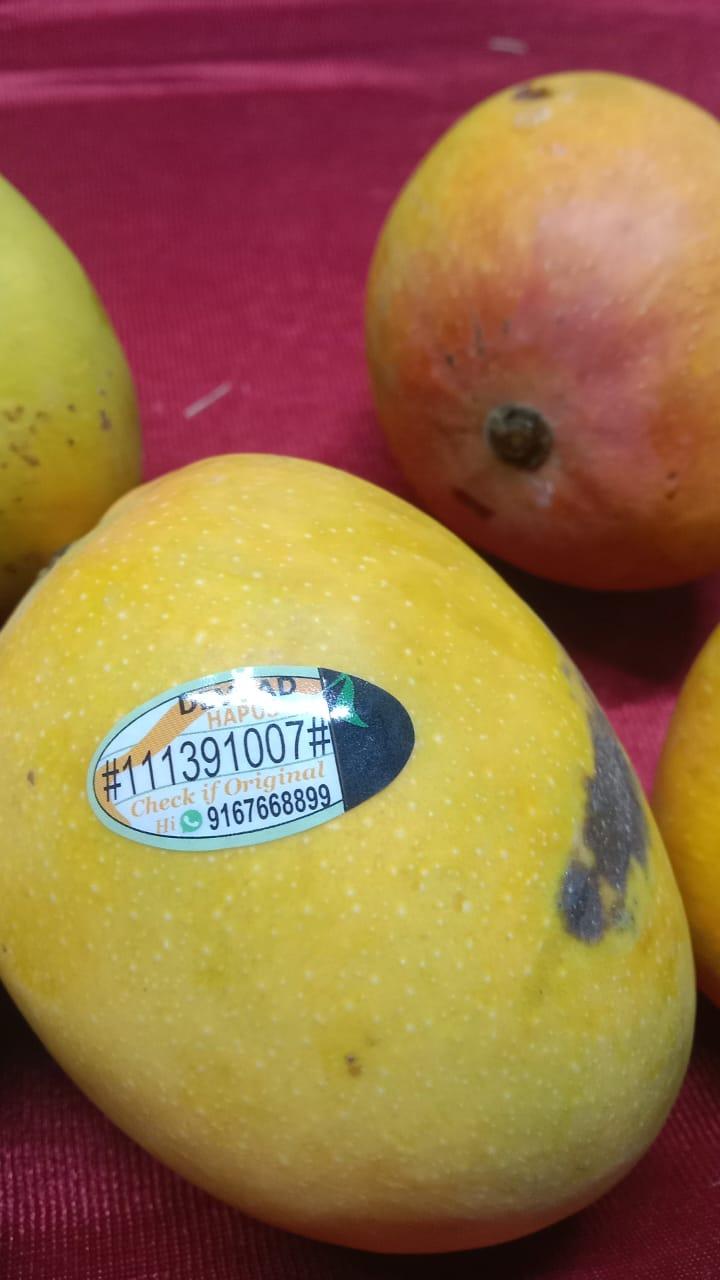 HAPUS
#111391007#
Check if Original
Hi 9167668899